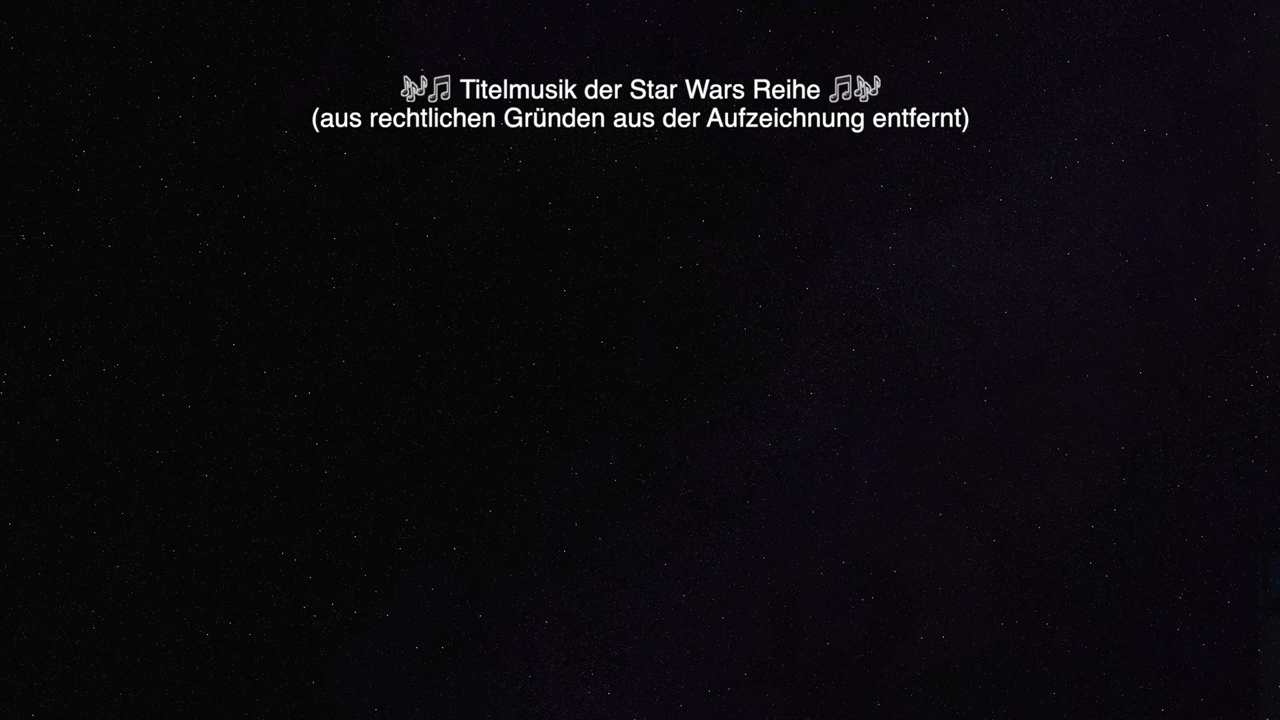 🎶🎵 Titelmusik der Star Wars Reihe 🎵🎶
(aus rechtlichen Gründen aus der Aufzeichnung entfernt)